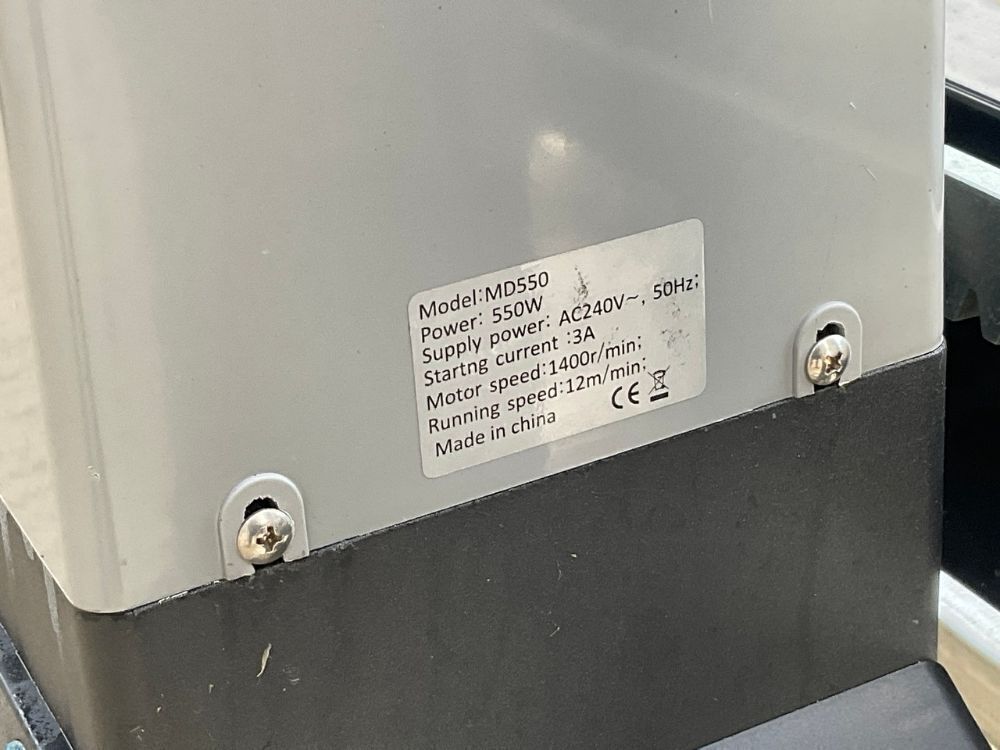 Model:MD550
Power: 550W
Supply power: AC240V~, 50Hz;
Startng current :3A
Motor speed:1400r/min;
Running speed:12m/min;
Made in china
CE